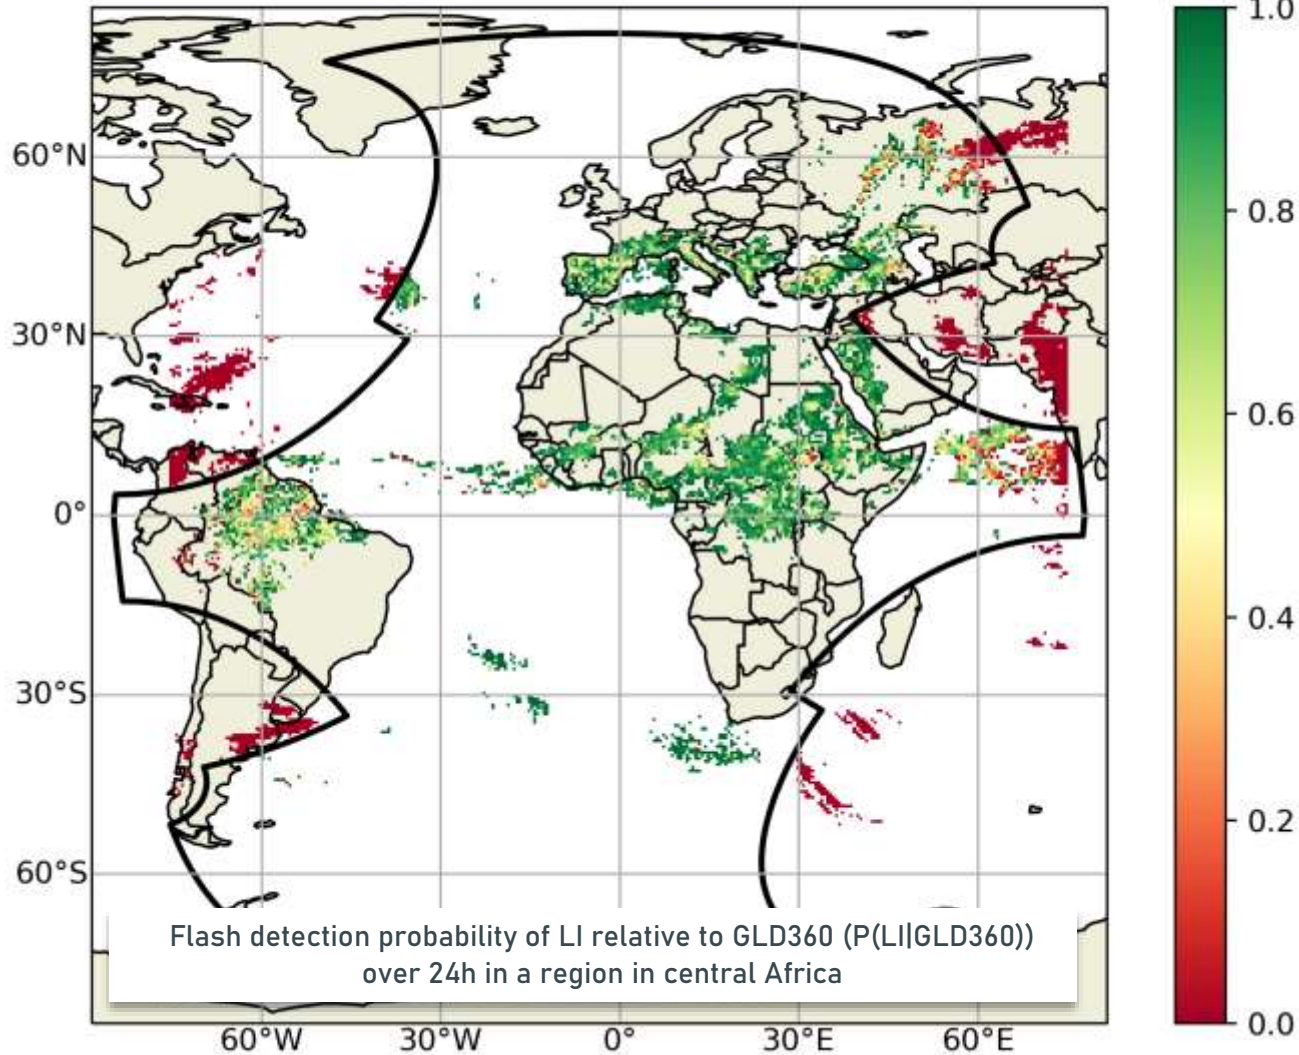 1.0
60°N
0.8
30°N
0.6
0°
0.4
30°S
0.2
60°S
Flash detection probability of LI relative to GLD360 (P(LI|GLD360))
over 24h in a region in central Africa
0.0
60°W 30°W 0° 30°E 60°E